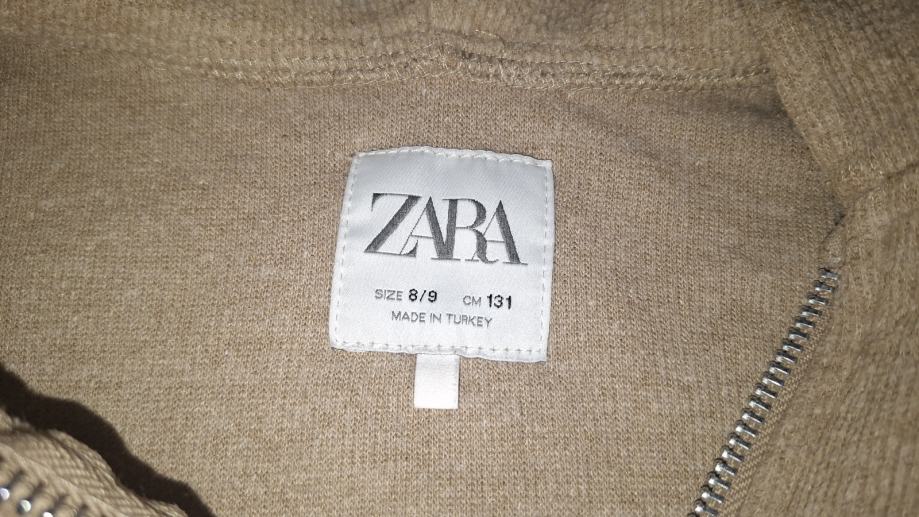 ZARA
SIZE 8/9 CM 131
MADE IN TURKEY